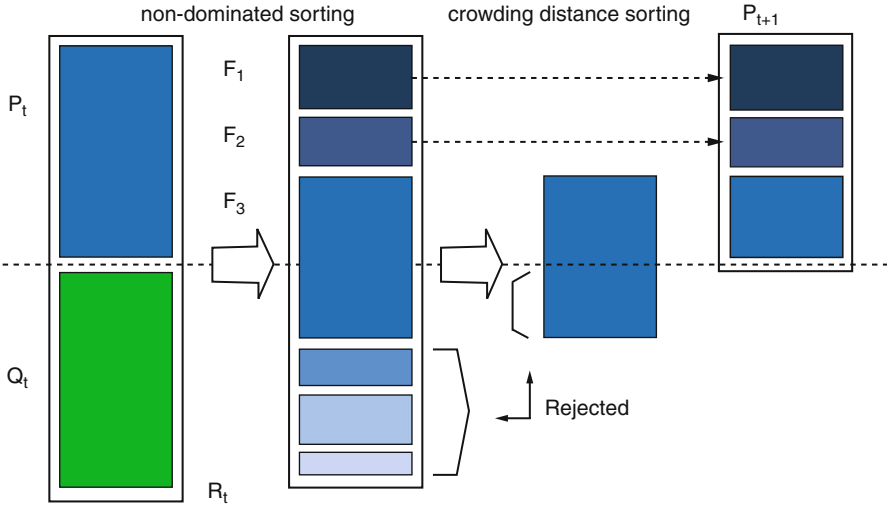 non-dominated sorting
crowding distance sorting
P_{t+1}
P_t
F_1
F_2
F_3
Q_t
Rejected
R_t